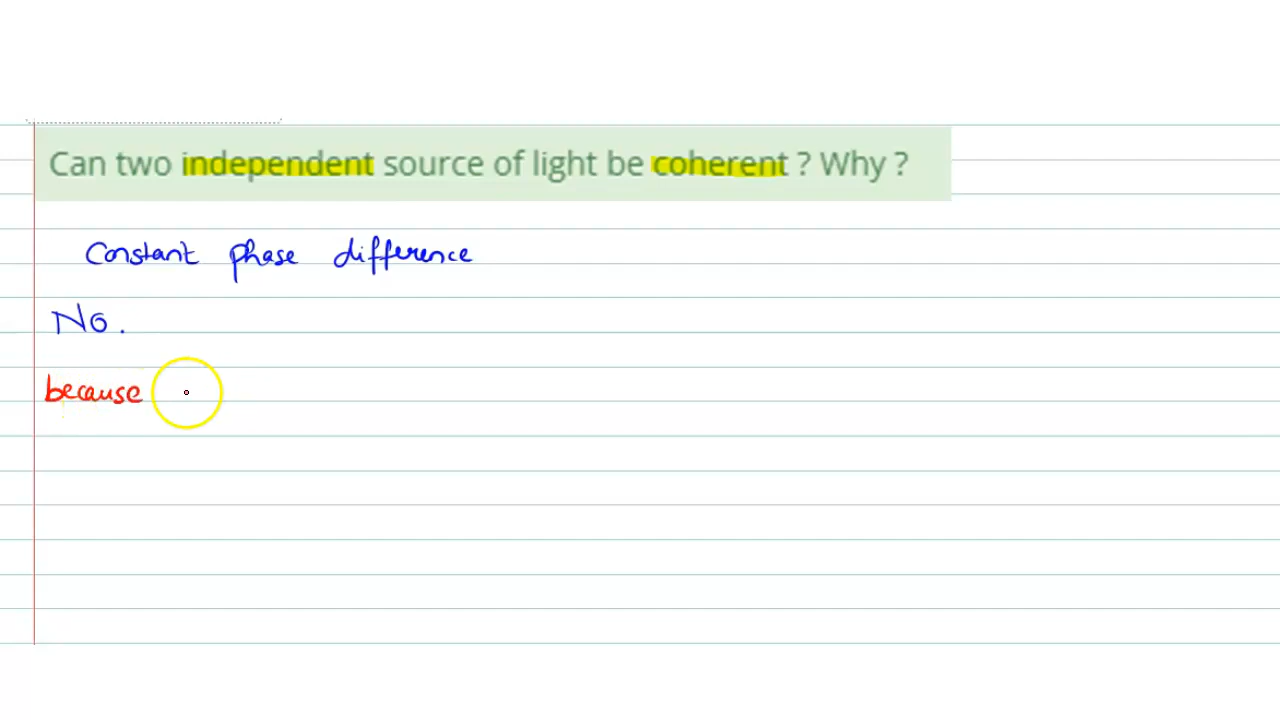 Can two independent source of light be coherent ? Why ?
Constant phase difference
No.
because